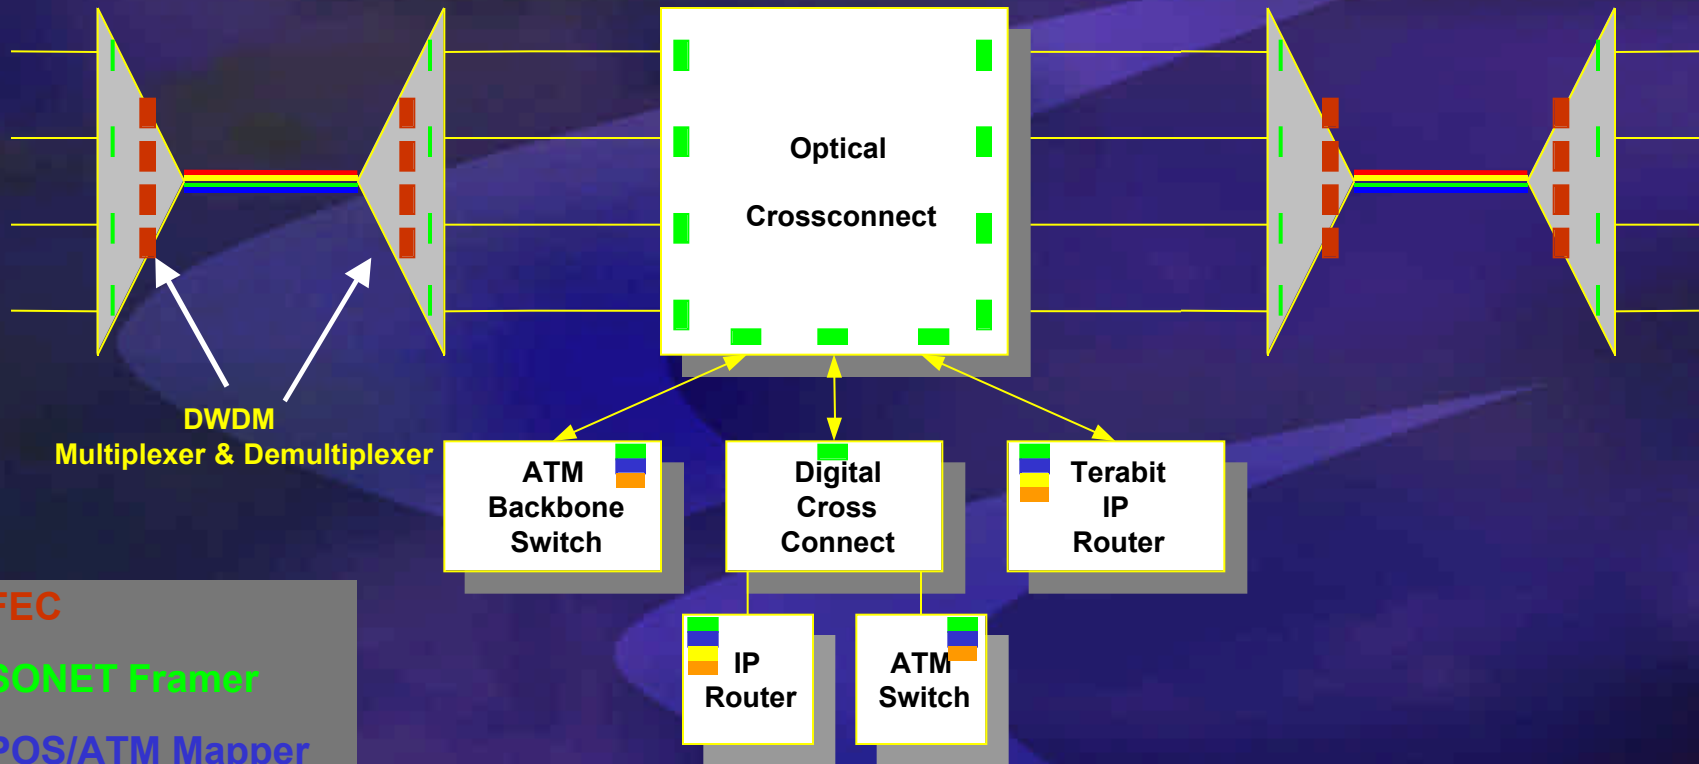 Optical
Crossconnect
DWDM
Multiplexer & Demultiplexer
ATM
Backbone
Switch
Digital
Cross
Connect
Terabit
IP
Router
IP
Router
ATM
Switch
FEC
SONET Framer
POS/ATM Mapper